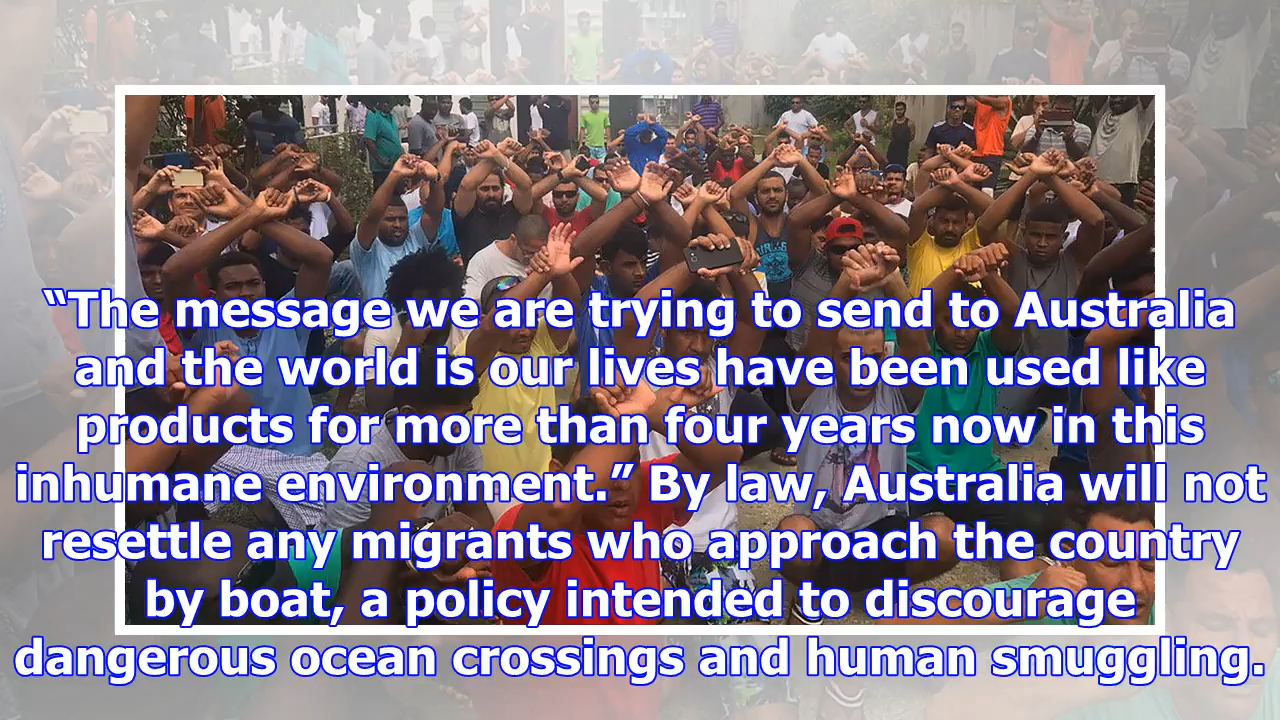 “The message we are trying to send to Australia
and the world is our lives have been used like
products for more than four years now in this
inhumane environment.” By law, Australia will not
resettle any migrants who approach the country
by boat, a policy intended to discourage
dangerous ocean crossings and human smuggling.